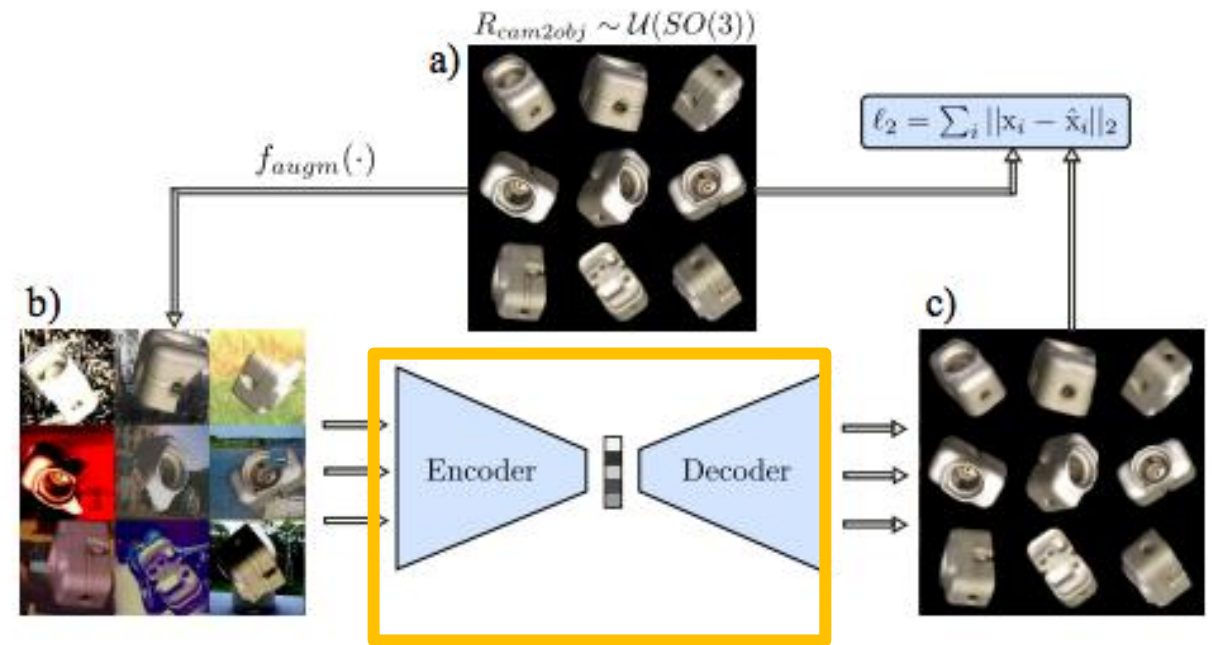 R_{cam2obj} ∼ U(SO(3))
a)
ℓ₂ = ∑ᵢ ||xᵢ − x̂ᵢ||₂
f_{augm}(·)
b)
c)
Encoder
Decoder